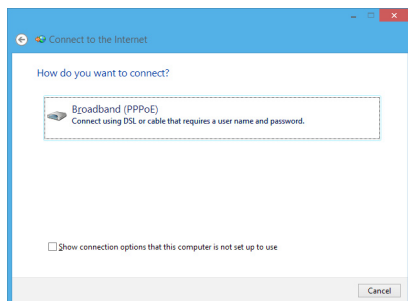 Connect to the Internet
How do you want to connect?
Broadband (PPPoE)
Connect using DSL or cable that requires a user name and password.
Show connection options that this computer is not set up to use
Cancel